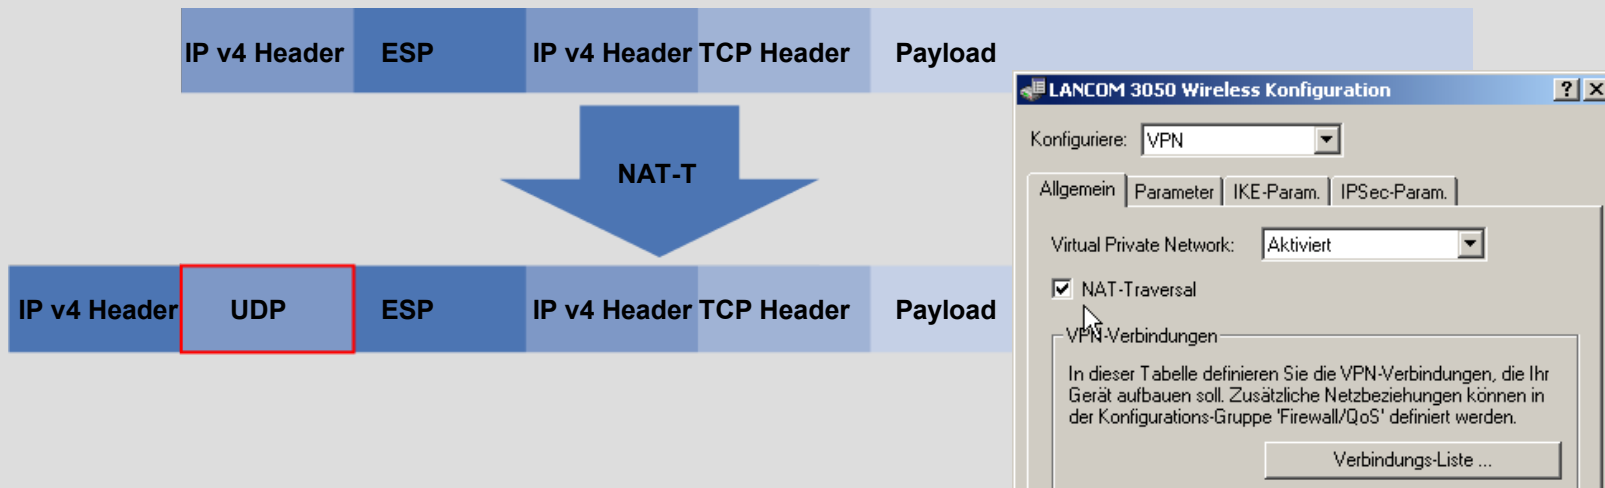 IP v4 Header ESP IP v4 Header TCP Header Payload
NAT-T
IP v4 Header UDP ESP IP v4 Header TCP Header Payload
LANCOM 3050 Wireless Konfiguration
Konfiguriere: VPN
Allgemein Parameter IKE-Param. IPSec-Param.
Virtual Private Network: Aktiviert
NAT-Traversal
VPN-Verbindungen
In dieser Tabelle definieren Sie die VPN-Verbindungen, die Ihr
Gerät aufbauen soll. Zusätzliche Netzbeziehungen können in
der Konfigurations-Gruppe 'Firewall/QoS' definiert werden.
Verbindungs-Liste ...